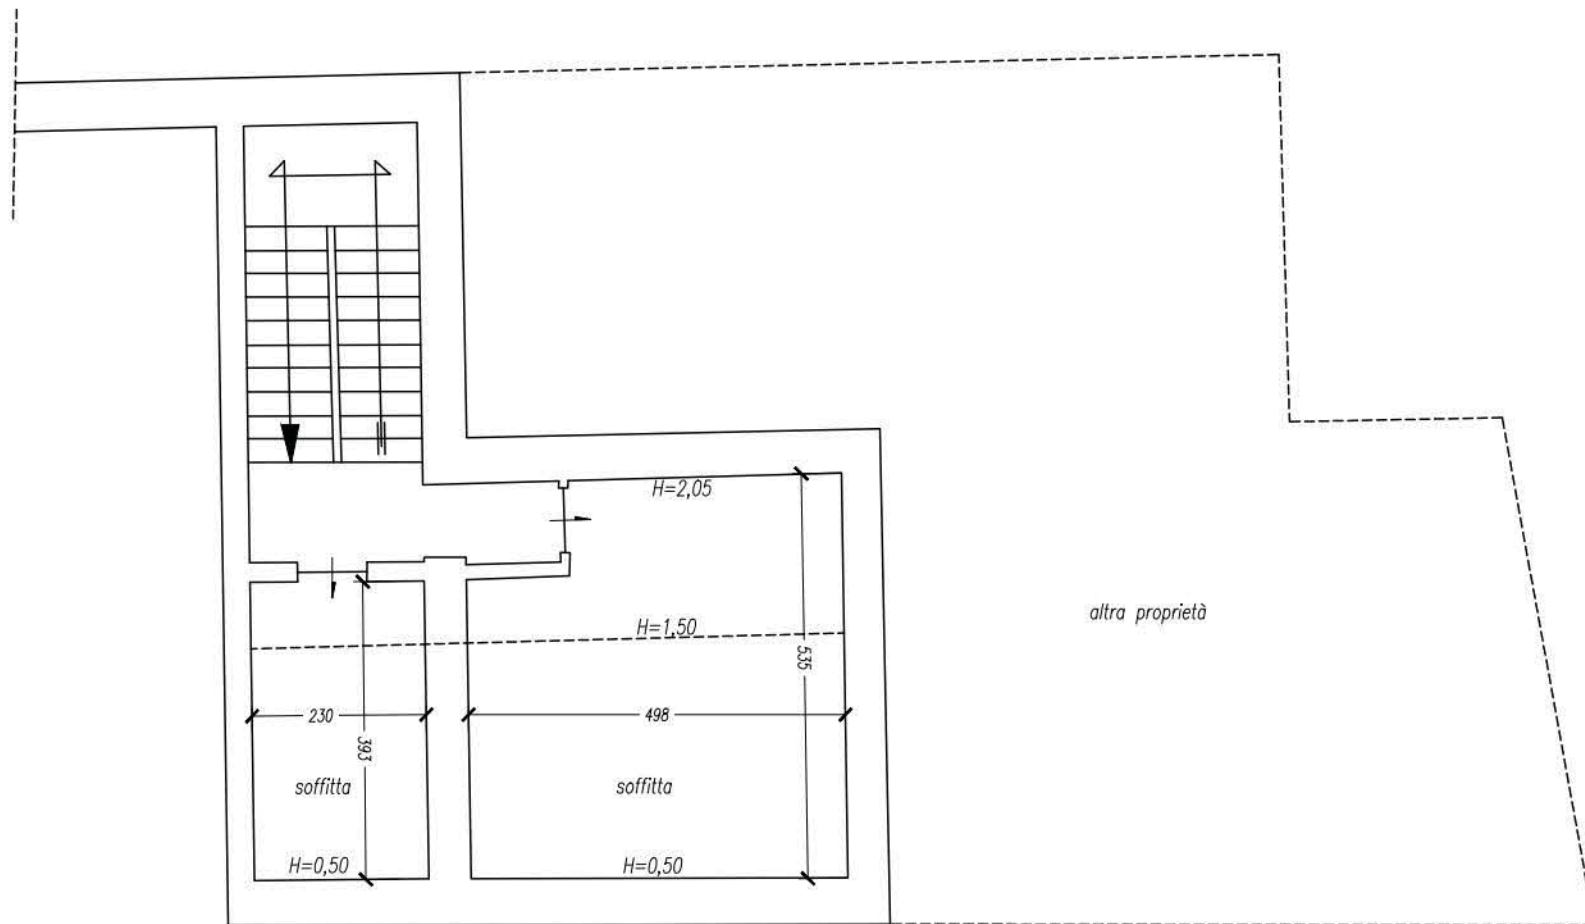 H=2,05
altra proprietà
H=1,50
535
230
498
393
soffitta
soffitta
H=0,50
H=0,50